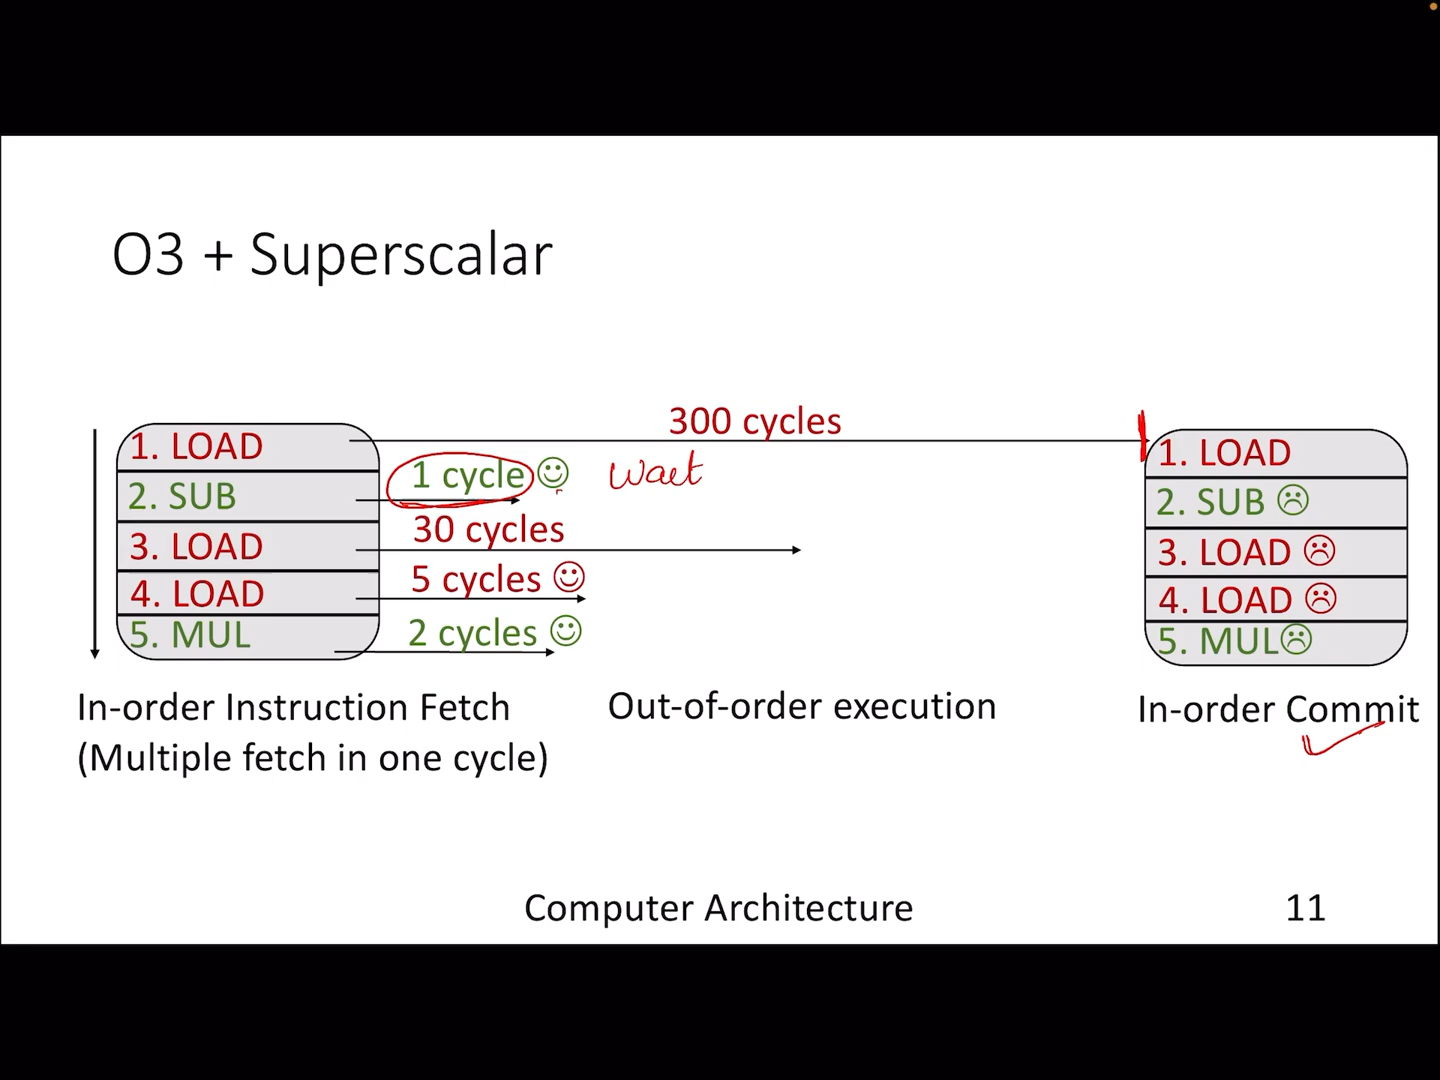 O3 + Superscalar
1. LOAD
2. SUB
3. LOAD
4. LOAD
5. MUL
300 cycles
1 cycle wait
30 cycles
5 cycles
2 cycles
1. LOAD
2. SUB
3. LOAD
4. LOAD
5. MUL
In-order Instruction Fetch
(Multiple fetch in one cycle)
Out-of-order execution
In-order Commit
Computer Architecture
11